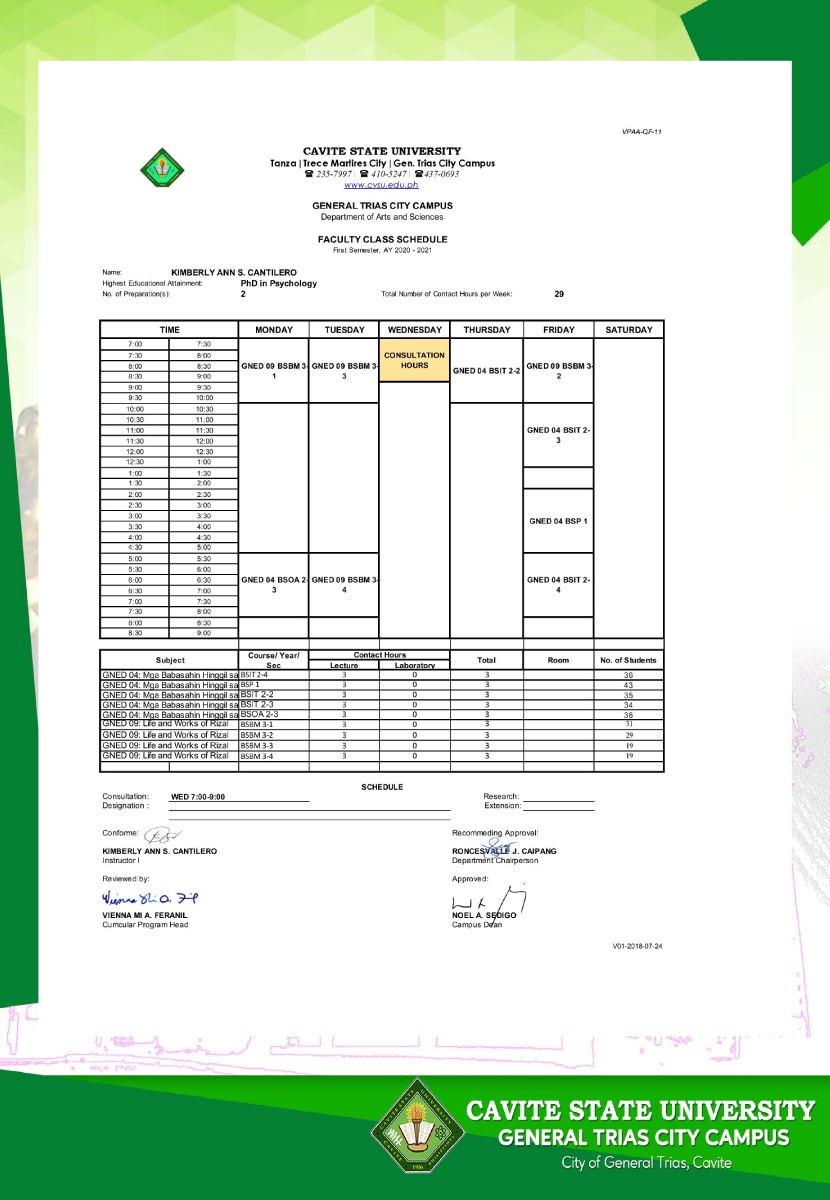 VPAA-QF-11
CAVITE STATE UNIVERSITY
Tanza | Trece Martires City | Gen. Trias City Campus
☎ 235-7997 | ☎ 410-5247 | ☎ 437-0693
www.cvsu.edu.ph
GENERAL TRIAS CITY CAMPUS
Department of Arts and Sciences
FACULTY CLASS SCHEDULE
First Semester, AY 2020 - 2021
Name: KIMBERLY ANN S. CANTILERO
Highest Educational Attainment: PhD in Psychology
No. of Preparation(s): 2 Total Number of Contact Hours per Week: 29
TIME MONDAY TUESDAY WEDNESDAY THURSDAY FRIDAY SATURDAY
7:00 7:30
7:30 8:00
8:00 8:30
8:30 9:00
9:00 9:30
9:30 10:00
10:00 10:30
10:30 11:00
11:00 11:30
11:30 12:00
12:00 12:30
12:30 1:00
1:00 1:30
1:30 2:00
2:00 2:30
2:30 3:00
3:00 3:30
3:30 4:00
4:00 4:30
4:30 5:00
5:00 5:30
5:30 6:00
6:00 6:30
6:30 7:00
7:00 7:30
7:30 8:00
8:00 8:30
8:30 9:00
GNED 09 BSBM 3-
1
GNED 09 BSBM 3-
3
CONSULTATION
HOURS
GNED 04 BSIT 2-2
GNED 09 BSBM 3-
2
GNED 04 BSIT 2-
3
GNED 04 BSP 1
GNED 04 BSOA 2-
3
GNED 09 BSBM 3-
4
GNED 04 BSIT 2-
4
Subject Course/ Year/ Sec Contact Hours Total Room No. of Students
Lecture Laboratory
GNED 04: Mga Babasahin Hinggil sa BSIT 2-4 3 0 3 36
GNED 04: Mga Babasahin Hinggil sa BSP 1 3 0 3 43
GNED 04: Mga Babasahin Hinggil sa BSIT 2-2 3 0 3 35
GNED 04: Mga Babasahin Hinggil sa BSIT 2-3 3 0 3 34
GNED 04: Mga Babasahin Hinggil sa BSOA 2-3 3 0 3 36
GNED 09: Life and Works of Rizal BSBM 3-1 3 0 3 31
GNED 09: Life and Works of Rizal BSBM 3-2 3 0 3 29
GNED 09: Life and Works of Rizal BSBM 3-3 3 0 3 19
GNED 09: Life and Works of Rizal BSBM 3-4 3 0 3 19
SCHEDULE
Consultation: WED 7:00-9:00 Research:
Designation : Extension:
Conforme: Recommeding Approval:
KIMBERLY ANN S. CANTILERO RONCESVALLE J. CAIPANG
Instructor I Department Chairperson
Reviewed by: Approved:
VIENNA MI A. FERANIL NOEL A. SEDIGO
Curricular Program Head Campus Dean
V01-2018-07-24
CAVITE STATE UNIVERSITY
GENERAL TRIAS CITY CAMPUS
City of General Trias, Cavite